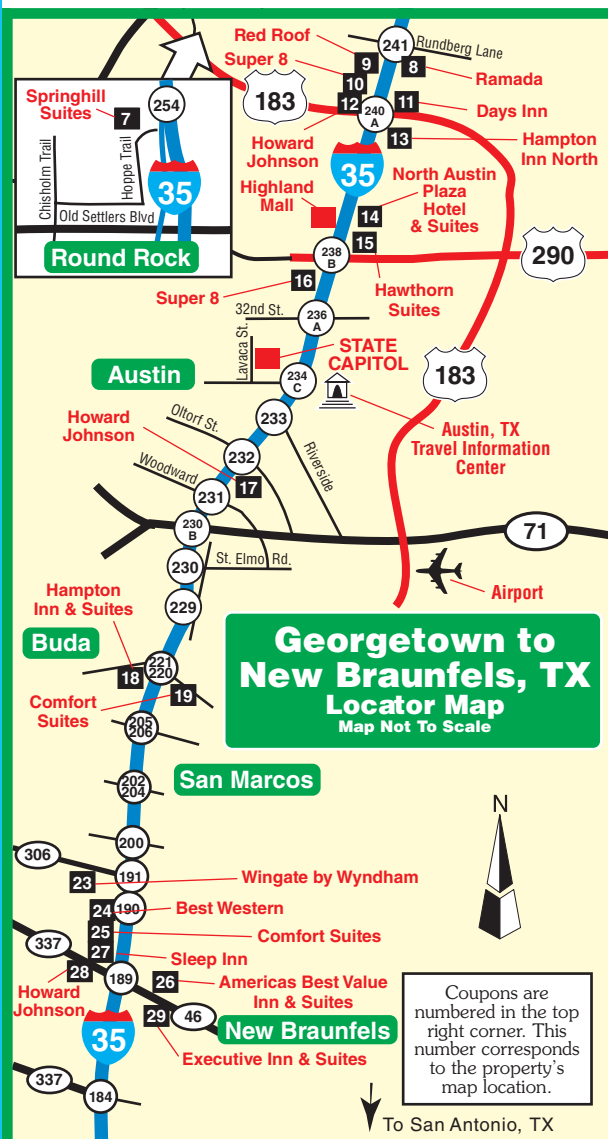 Red Roof
241
Rundberg Lane
Super 8
9
8
Ramada
10
254
183
12
240
A
11
Days Inn
Springhill
Suites
7
Howard
Johnson
13
Hampton
Inn North
Chisholm Trail
Hoppe Trail
35
35
Highland
Mall
North Austin
Plaza
Hotel
& Suites
14
Old Settlers Blvd
Round Rock
15
238
B
290
16
Super 8
Hawthorn
Suites
32nd St.
236
A
Lavaca St.
STATE
CAPITOL
Austin
234
C
183
Howard
Johnson
Oltorf St.
233
Austin, TX
Travel Information
Center
232
Riverside
Woodward
17
231
230
B
71
230
St. Elmo Rd.
Airport
Hampton
Inn & Suites
229
Buda
221
220
18
19
Comfort
Suites
Georgetown to
New Braunfels, TX
Locator Map
Map Not To Scale
205
206
202
204
San Marcos
N
200
306
191
23
Wingate by Wyndham
24
190
Best Western
25
Comfort Suites
337
27
Sleep Inn
28
189
26
Americas Best Value
Inn & Suites
Howard
Johnson
29
46
New Braunfels
35
Executive Inn & Suites
Coupons are
numbered in the top
right corner. This
number corresponds
to the property's
map location.
337
184
To San Antonio, TX